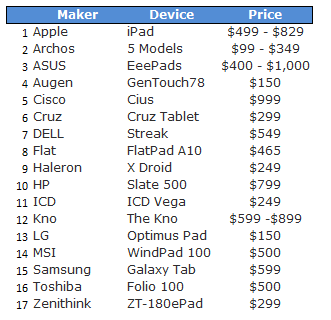 Maker Device Price
1 Apple iPad $499 - $829
2 Archos 5 Models $99 - $349
3 ASUS EeePads $400 - $1,000
4 Augen GenTouch78 $150
5 Cisco Cius $999
6 Cruz Cruz Tablet $299
7 DELL Streak $549
8 Flat FlatPad A10 $465
9 Haleron X Droid $249
10 HP Slate 500 $799
11 ICD ICD Vega $249
12 Kno The Kno $599 -$899
13 LG Optimus Pad $150
14 MSI WindPad 100 $500
15 Samsung Galaxy Tab $599
16 Toshiba Folio 100 $500
17 Zenithink ZT-180ePad $299